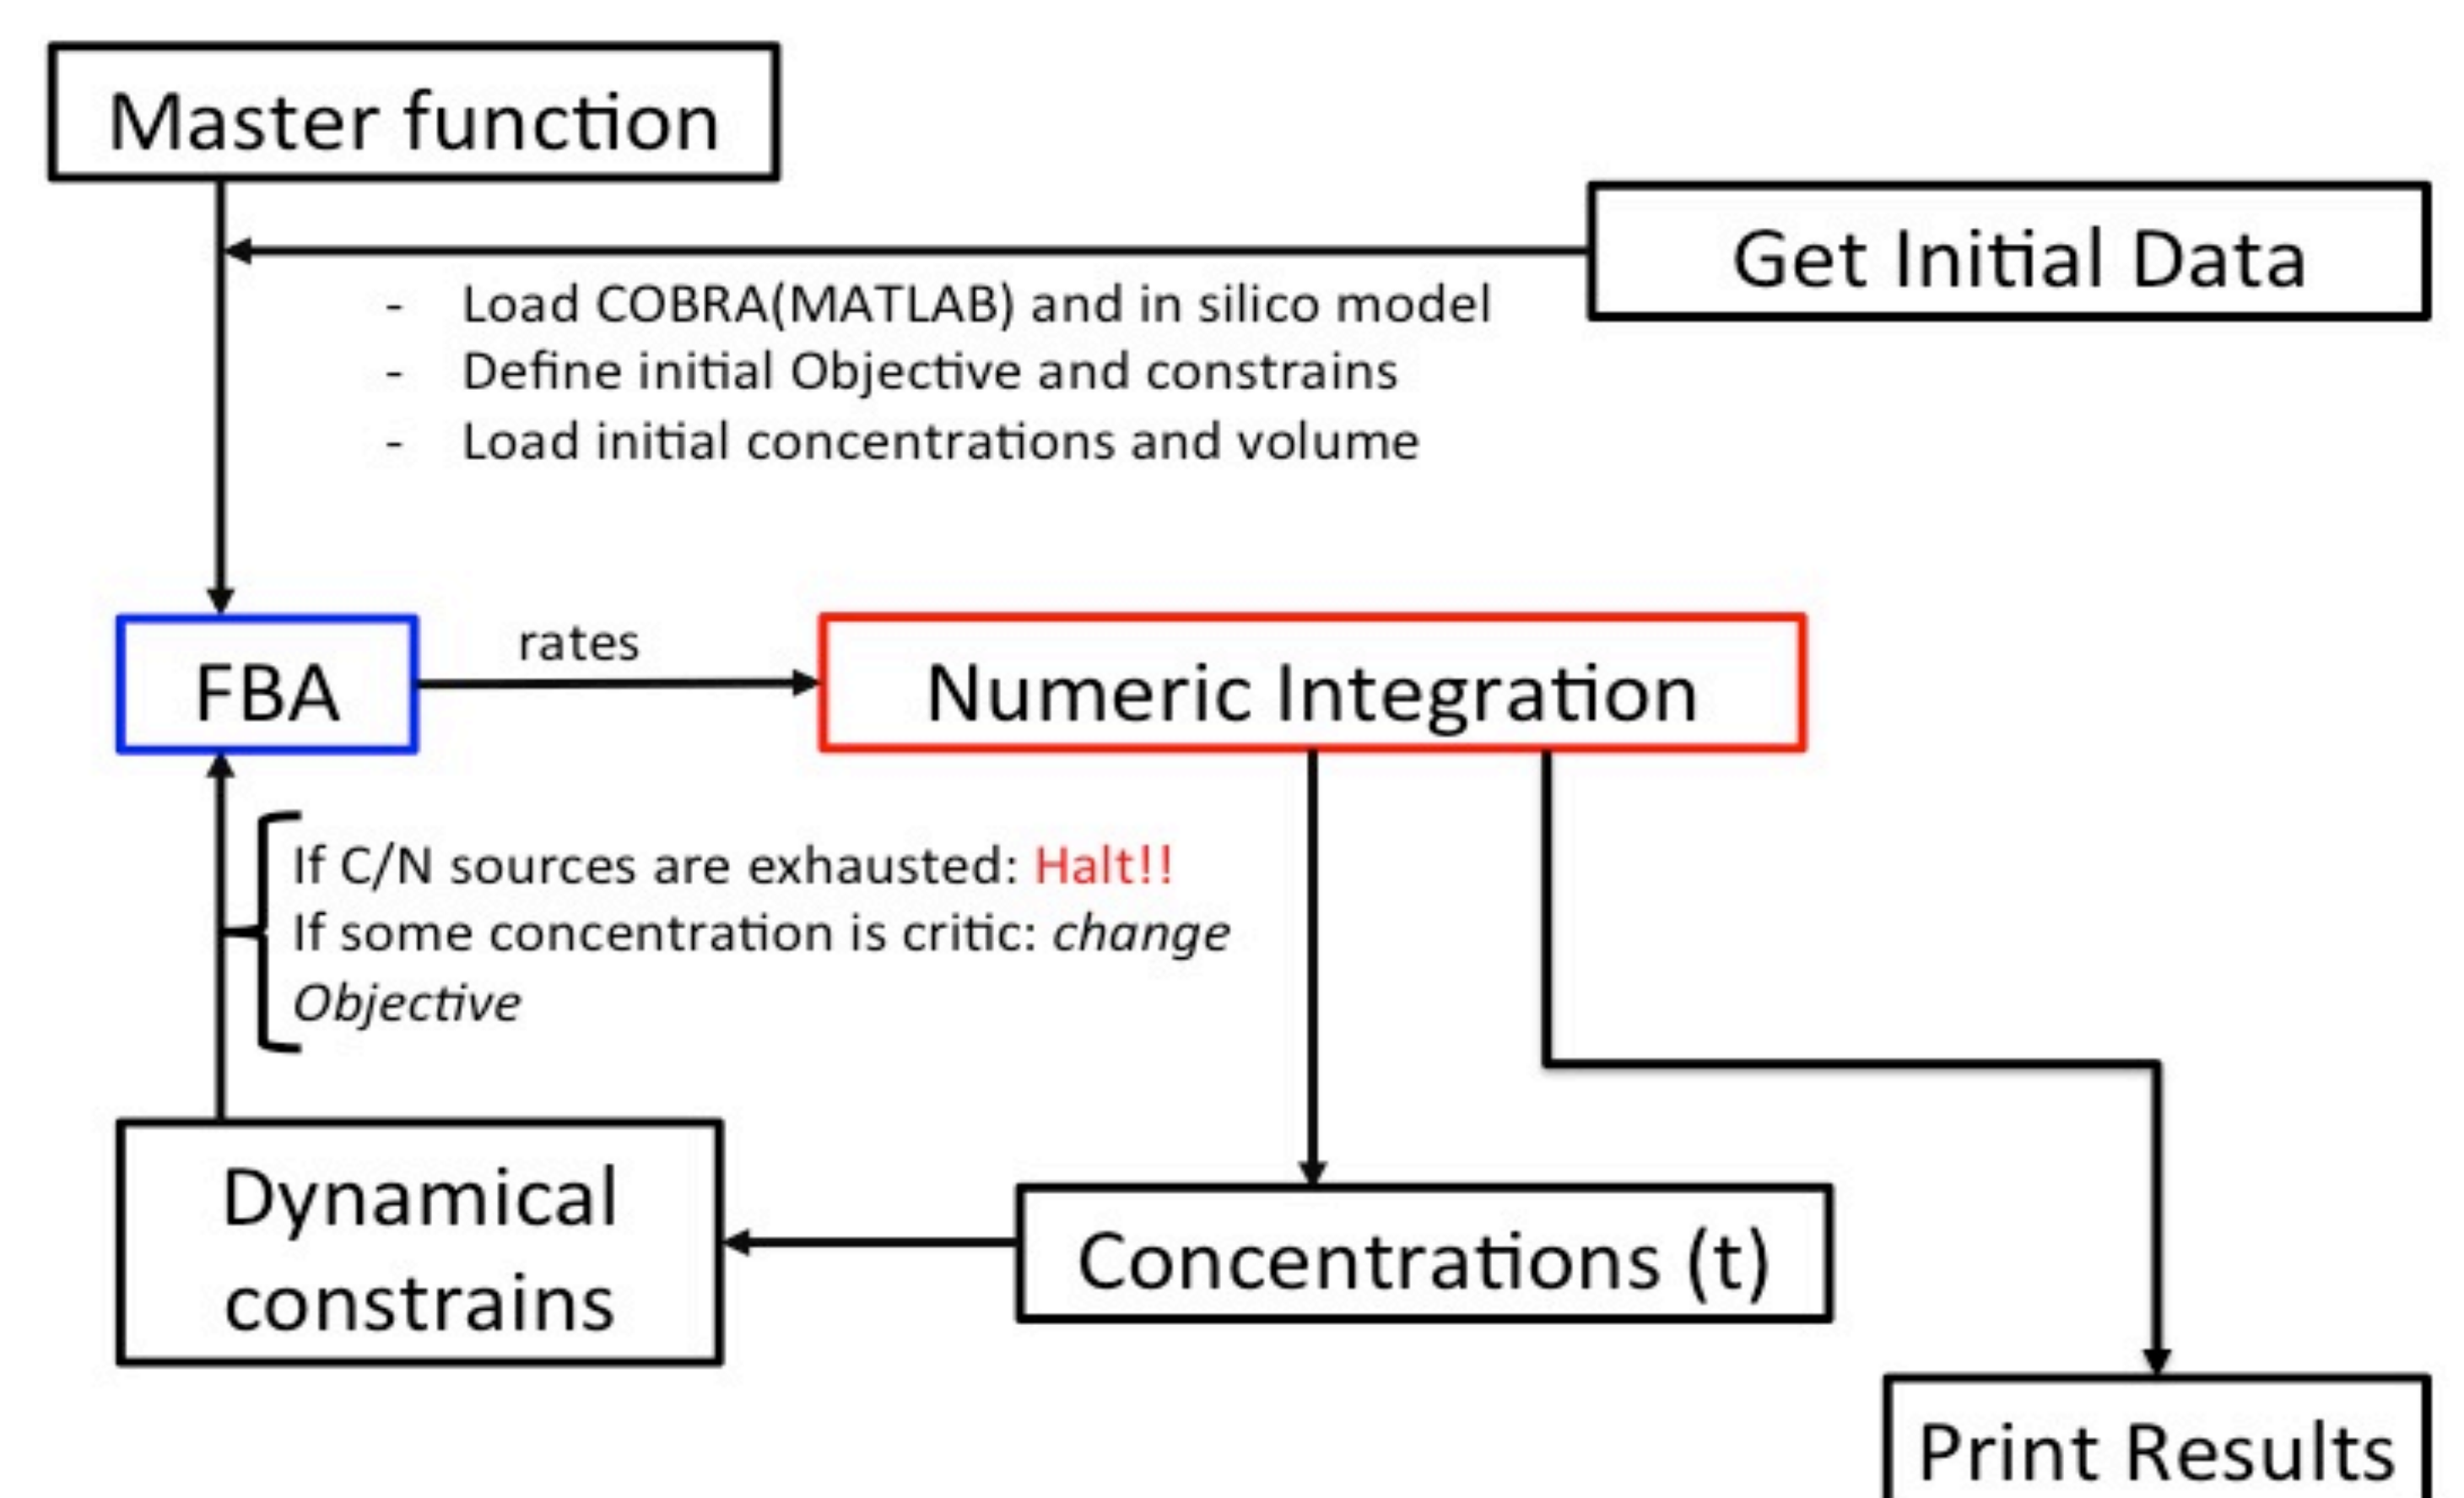 Master function
Get Initial Data
- Load COBRA(MATLAB) and in silico model
- Define initial Objective and constrains
- Load initial concentrations and volume
FBA
rates
Numeric Integration
If C/N sources are exhausted: Halt!!
If some concentration is critic: change
Objective
Dynamical
constrains
Concentrations (t)
Print Results